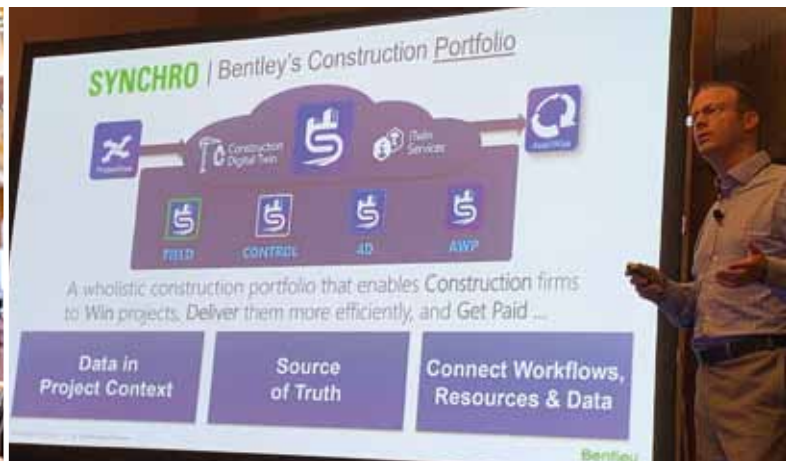 SYNCHRO | Bentley's Construction Portfolio
ProjectWise
Construction
Digital Twin
iTwin
Services
AssetWise
FIELD
CONTROL
4D
AWP
A wholistic construction portfolio that enables Construction firms
to Win projects, Deliver them more efficiently, and Get Paid ...
Data in
Project Context
Source
of Truth
Connect Workflows,
Resources & Data
Bentley